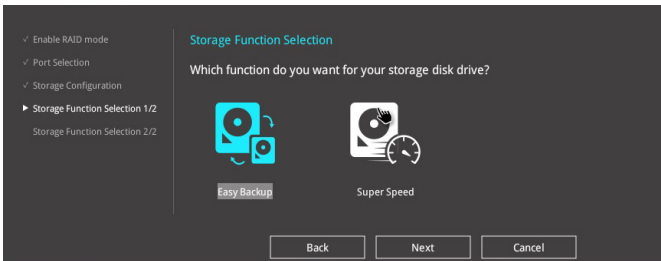 Enable RAID mode
Port Selection
Storage Configuration
Storage Function Selection 1/2
Storage Function Selection 2/2
Storage Function Selection
Which function do you want for your storage disk drive?
Easy Backup
Super Speed
Back
Next
Cancel